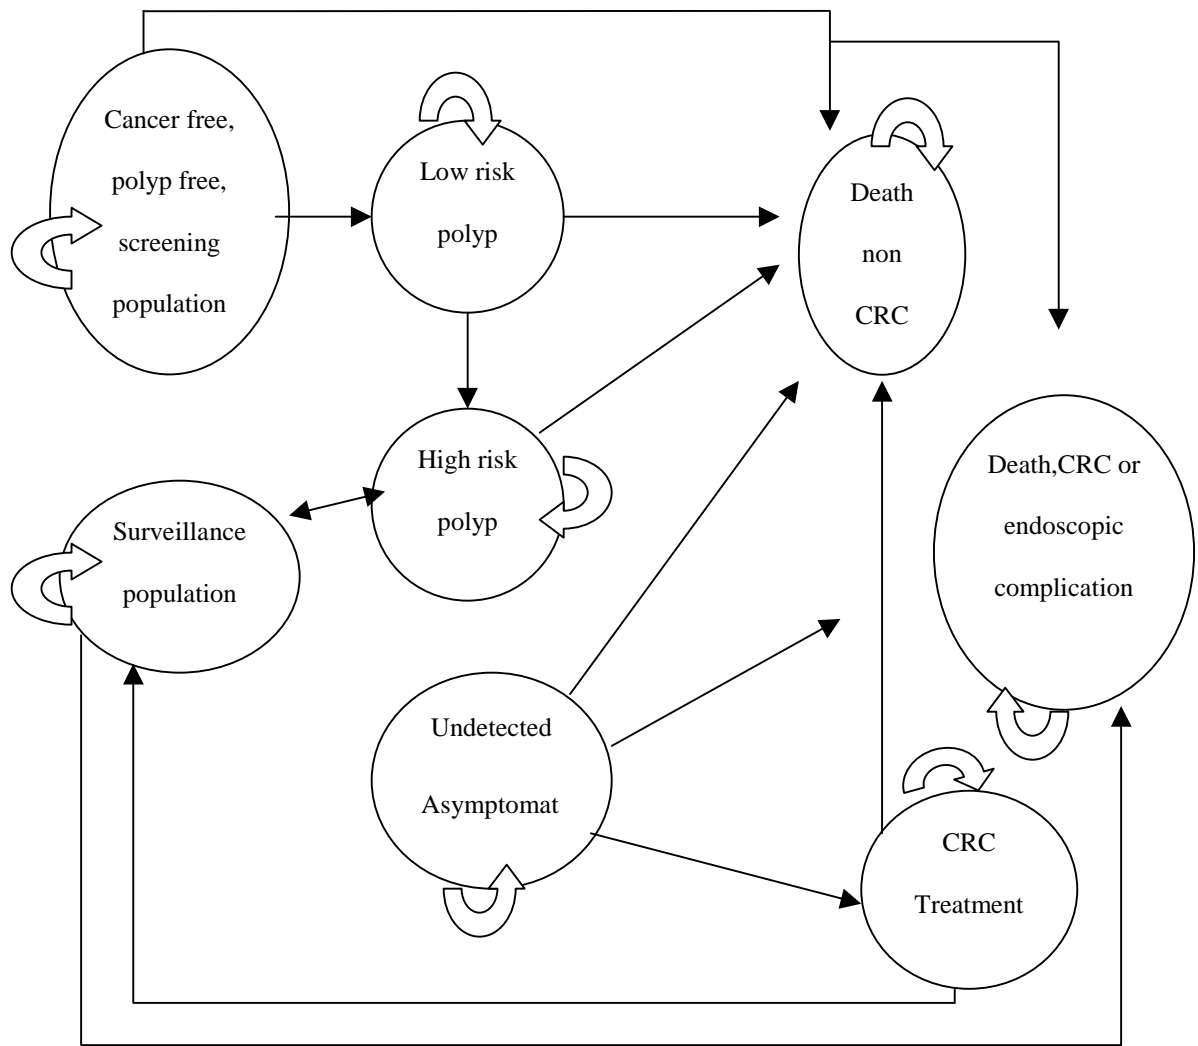 Cancer free,
polyp free,
screening
population
Low risk
polyp
Death
non
CRC
High risk
polyp
Death,CRC or
endoscopic
complication
Surveillance
population
Undetected
Asymptomat
CRC
Treatment